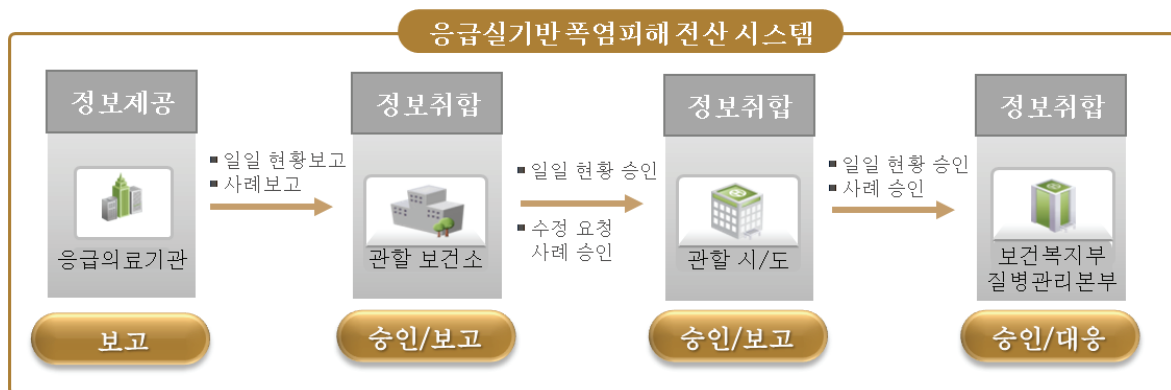 응급실기반 폭염피해 전산 시스템
정보제공
정보취합
정보취합
정보취합
▪ 일일 현황보고
▪ 사례보고
▪ 일일 현황 승인
▪ 수정 요청
사례 승인
▪ 일일 현황 승인
▪ 사례 승인
응급의료기관
관할 보건소
관할 시/도
보건복지부
질병관리본부
보고
승인/보고
승인/보고
승인/대응